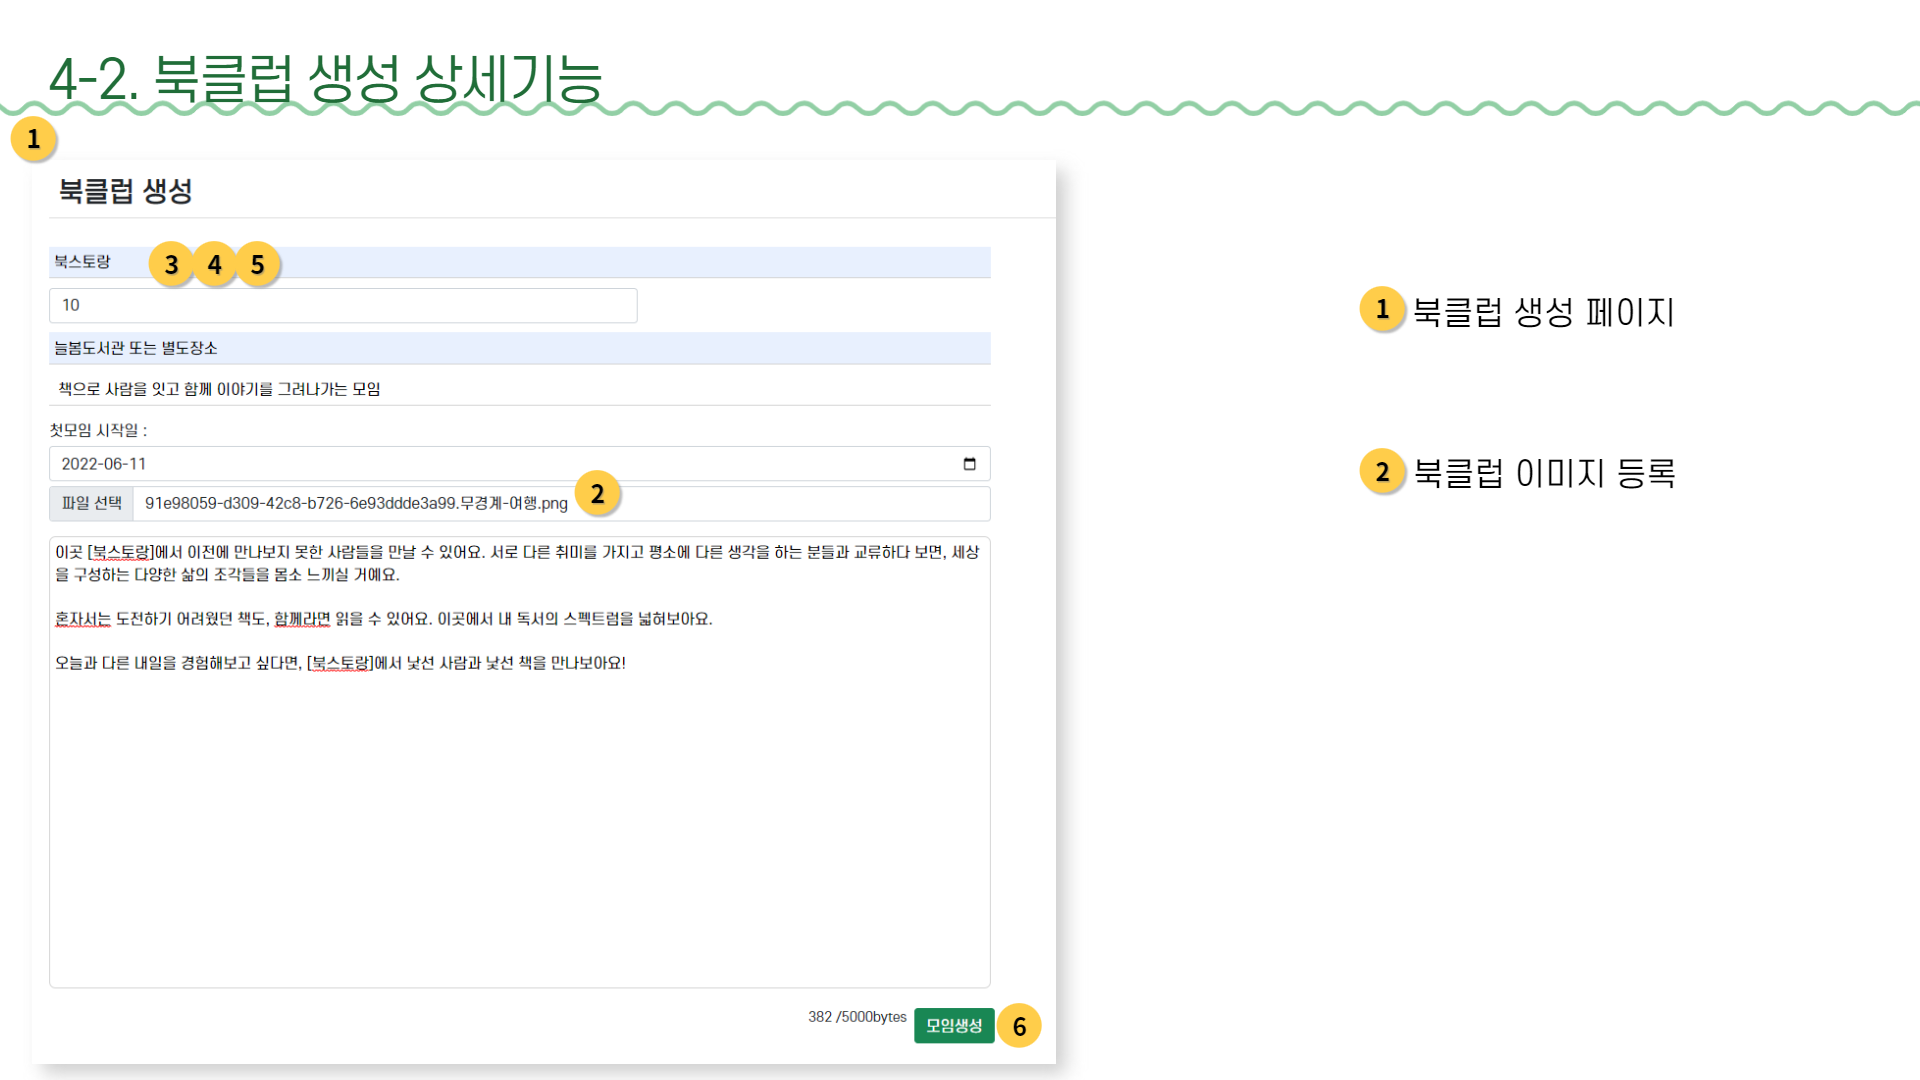 4-2. 북클럽 생성 상세기능
1
북클럽 생성
북스토랑 3 4 5
10
늘봄도서관 또는 별도장소
책으로 사람을 잇고 함께 이야기를 그려나가는 모임
첫모임 시작일 :
2022-06-11
파일 선택 91e98059-d309-42c8-b726-6e93ddde3a99.무경계-여행.png 2
이곳 [북스토랑]에서 이전에 만나보지 못한 사람들을 만날 수 있어요. 서로 다른 취미를 가지고 평소에 다른 생각을 하는 분들과 교류하다 보면, 세상
을 구성하는 다양한 삶의 조각들을 몸소 느끼실 거예요.
혼자서는 도전하기 어려웠던 책도, 함께라면 읽을 수 있어요. 이곳에서 내 독서의 스펙트럼을 넓혀보아요.
오늘과 다른 내일을 경험해보고 싶다면, [북스토랑]에서 낯선 사람과 낯선 책을 만나보아요!
382 /5000bytes 모임생성 6
1 북클럽 생성 페이지
2 북클럽 이미지 등록